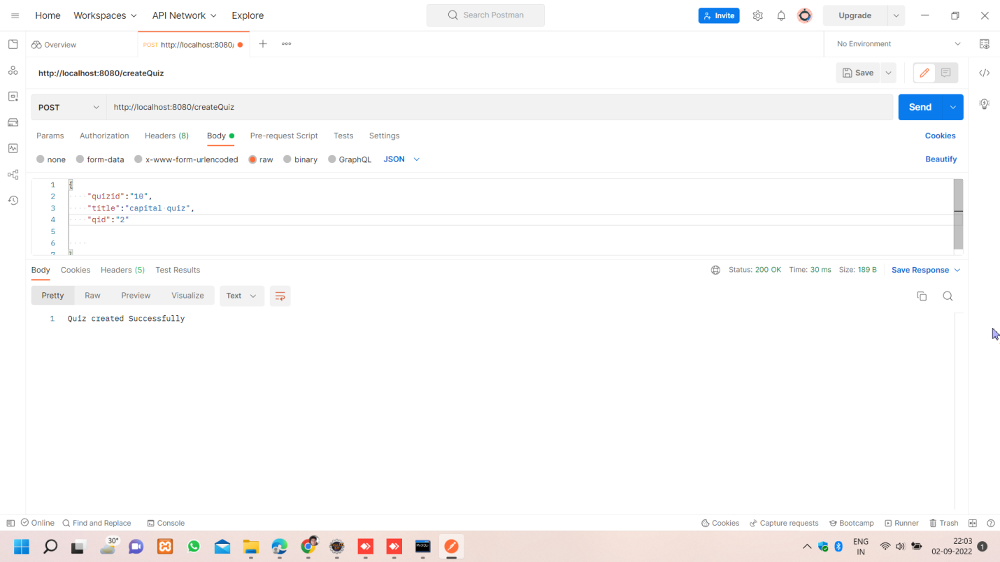 Home Workspaces API Network Explore Search Postman Invite Upgrade
Overview POST http://localhost:8080/ No Environment
http://localhost:8080/createQuiz Save
POST http://localhost:8080/createQuiz Send
Params Authorization Headers (8) Body Pre-request Script Tests Settings Cookies
none form-data x-www-form-urlencoded raw binary GraphQL JSON Beautify
1 {
2 "quizid":"10",
3 "title":"capital quiz",
4 "qid":"2"
5
6
7 }
Body Cookies Headers (5) Test Results Status: 200 OK Time: 30 ms Size: 189 B Save Response
Pretty Raw Preview Visualize Text
1 Quiz created Successfully
Online Find and Replace Console Cookies Capture requests Bootcamp Runner Trash
30° MySQL ENG 22:03
IN 02-09-2022 1